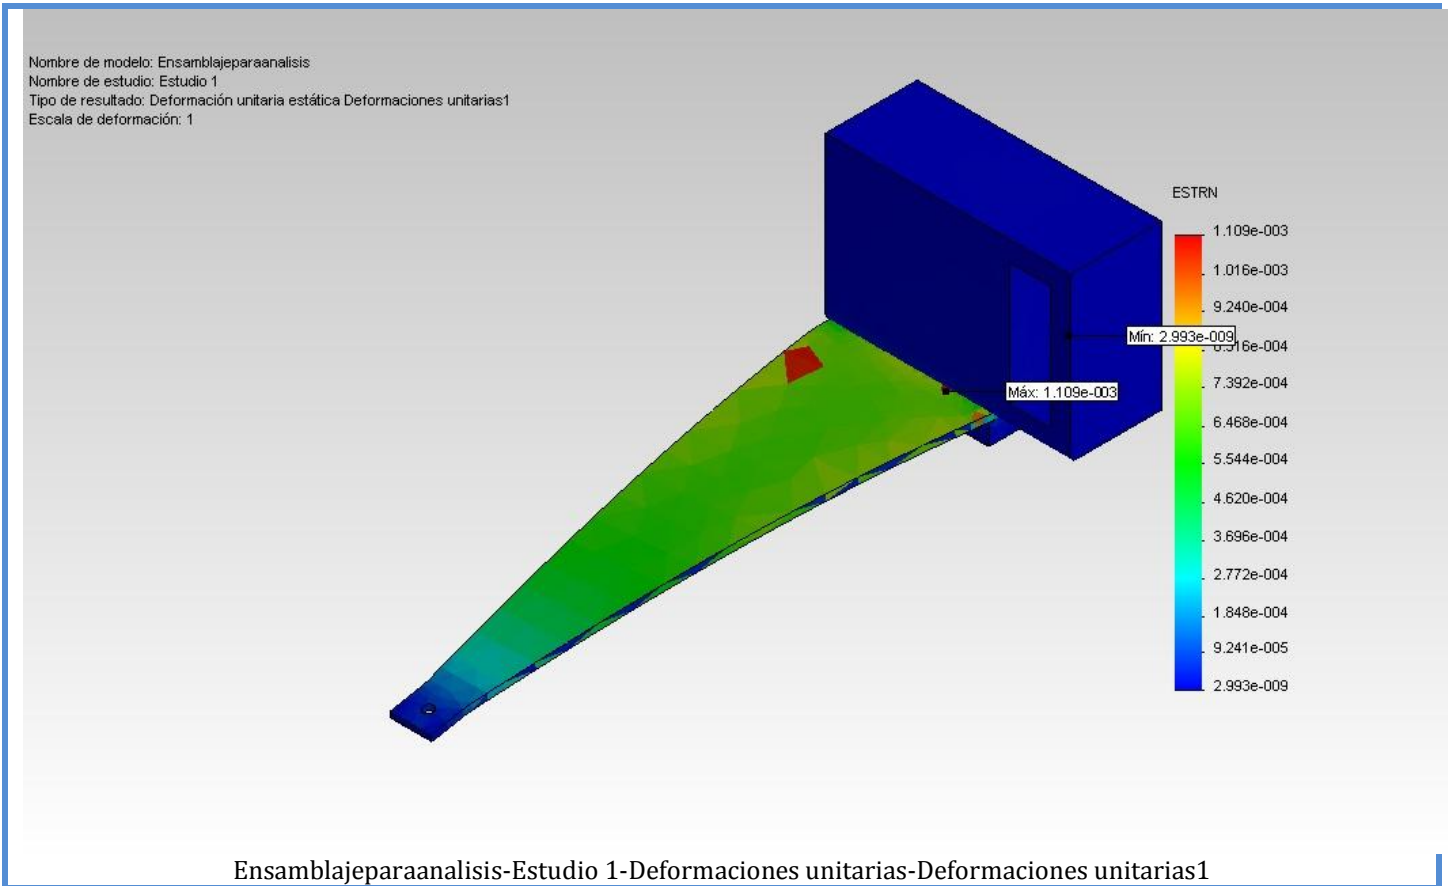 Nombre de modelo: Ensamblajeparaanalisis
Nombre de estudio: Estudio 1
Tipo de resultado: Deformación unitaria estática Deformaciones unitarias1
Escala de deformación: 1
ESTRN
1.109e-003
1.016e-003
9.240e-004
Mín: 2.993e-009
7.392e-004
Máx: 1.109e-003
6.468e-004
5.544e-004
4.620e-004
3.696e-004
2.772e-004
1.848e-004
9.241e-005
2.993e-009
Ensamblajeparaanalisis-Estudio 1-Deformaciones unitarias-Deformaciones unitarias1